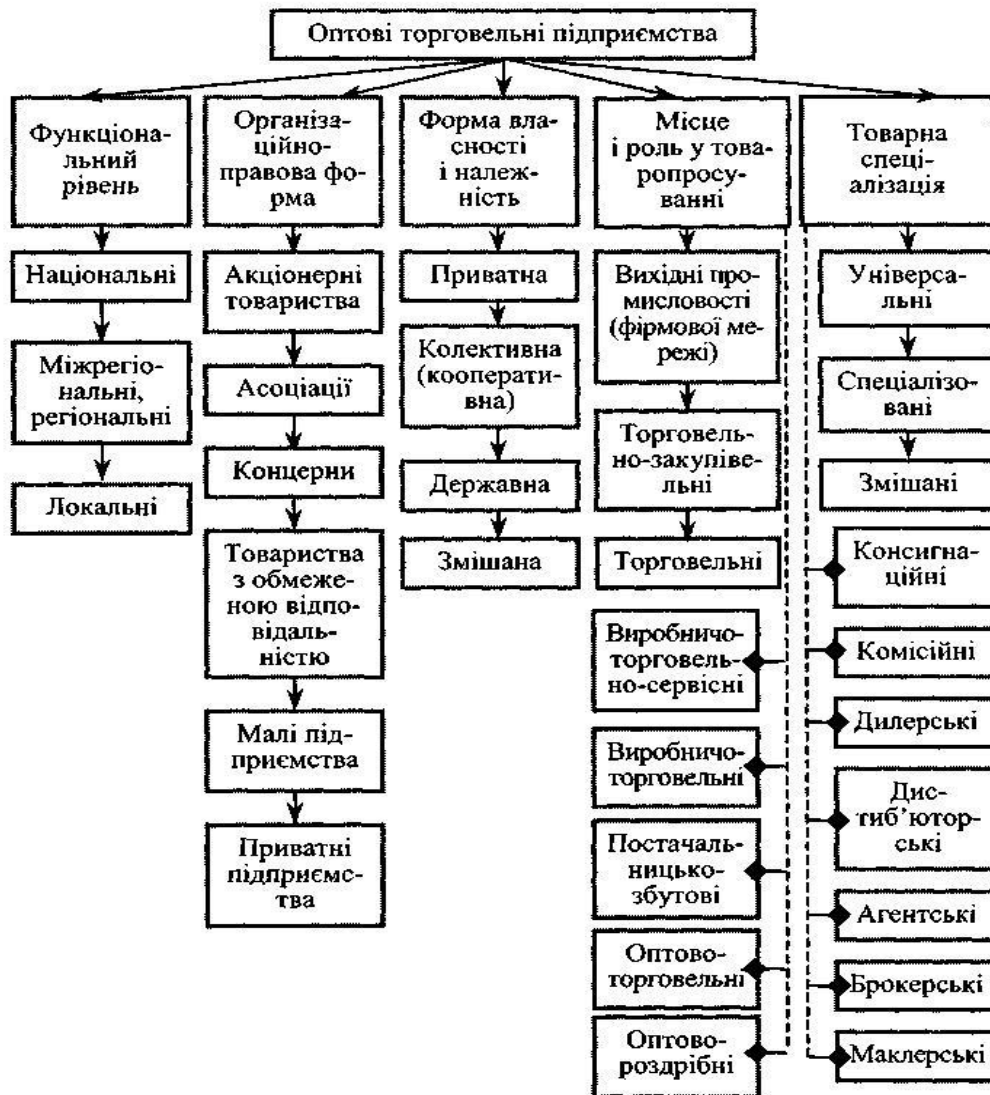 Оптові торговельні підприємства
Функціона-
льний
рівень
Національні
Міжрегіо-
нальні,
регіональні
Локальні
Організа-
ційно-
правова фо-
рма
Акціонерні
товариства
Асоціації
Концерни
Товариства
з обмеже-
ною відпо-
відаль-
ністю
Малі під-
приємства
Приватні
підприємс-
тва
Форма вла-
сності
і належ-
ність
Приватна
Колективна
(кооперати-
вна)
Державна
Змішана
Місце
і роль у това-
ропросу-
ванні
Вихідні про-
мисловості
(фірмової ме-
режі)
Торговель-
но-закупіве-
льні
Торговельні
Виробничо-
торговель-
но-сервісні
Виробничо-
торговельні
Постачаль-
ницько-
збутові
Оптово-
торговельні
Оптово-
роздрібні
Товарна
спеці-
алізація
Універса-
льні
Спеціалізо-
вані
Змішані
Консигна-
ційні
Комісійні
Дилерські
Дис-
тиб’ютор-
ські
Агентські
Брокерські
Маклерські